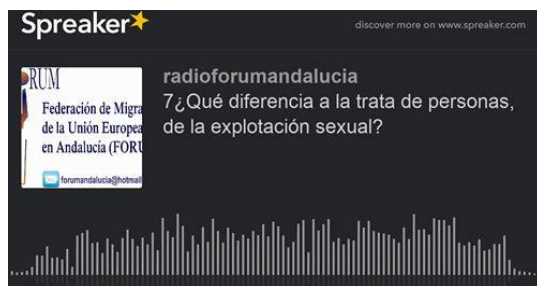 Spreaker
discover more on www.spreaker.com
RUM
Federación de Migra
de la Unión Europea
en Andalucía (FORU
forumandalucia@hotmail
radioforumandalucia
7¿Qué diferencia a la trata de personas,
de la explotación sexual?